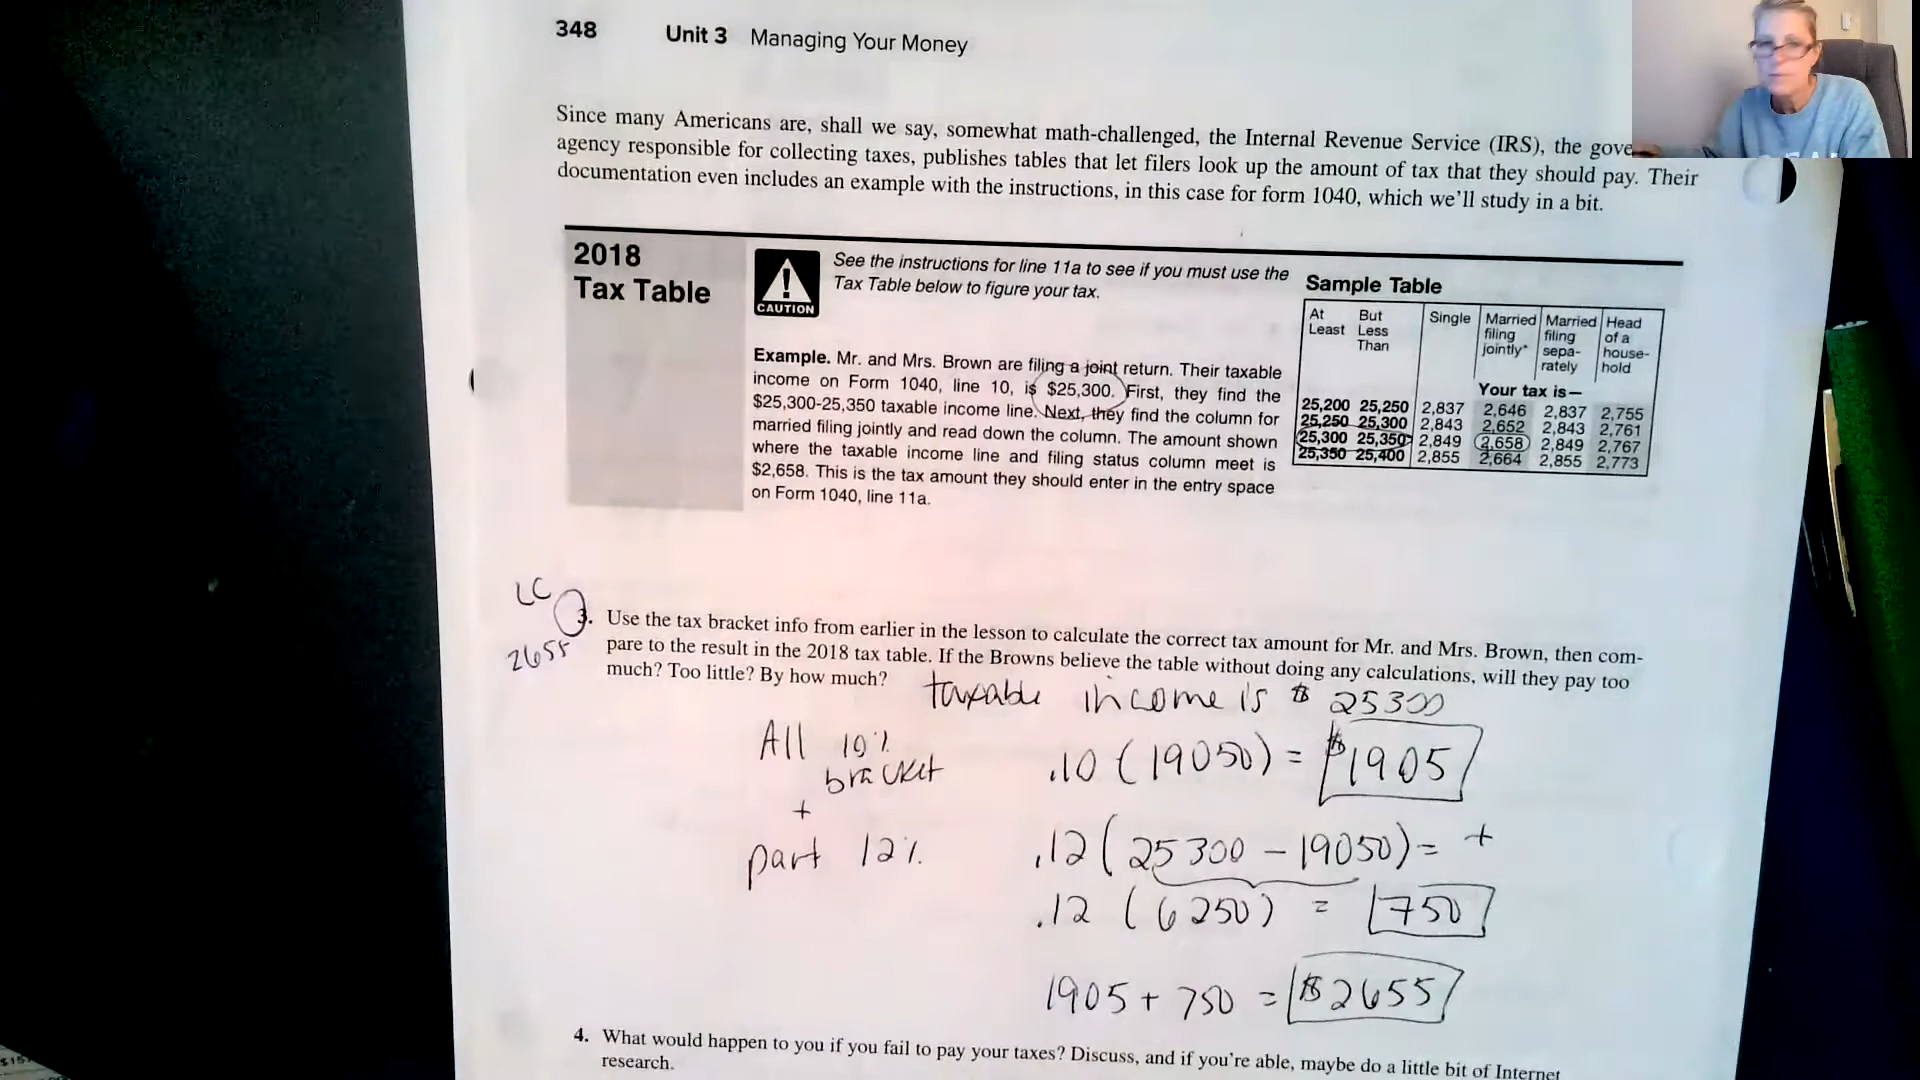 348 Unit 3 Managing Your Money
Since many Americans are, shall we say, somewhat math-challenged, the Internal Revenue Service (IRS), the gove
agency responsible for collecting taxes, publishes tables that let filers look up the amount of tax that they should pay. Their
documentation even includes an example with the instructions, in this case for form 1040, which we'll study in a bit.
2018
Tax Table
CAUTION
See the instructions for line 11a to see if you must use the
Tax Table below to figure your tax.
Example. Mr. and Mrs. Brown are filing a joint return. Their taxable
income on Form 1040, line 10, is $25,300. First, they find the
$25,300-25,350 taxable income line. Next, they find the column for
married filing jointly and read down the column. The amount shown
where the taxable income line and filing status column meet is
$2,658. This is the tax amount they should enter in the entry space
on Form 1040, line 11a.
Sample Table
At But Single Married Married Head
Least Less filing filing of a
Than jointly* sepa- house-
rately hold
Your tax is—
25,200 25,250 2,837 2,646 2,837 2,755
25,250 25,300 2,843 2,652 2,843 2,761
25,300 25,350 2,849 2,658 2,849 2,767
25,350 25,400 2,855 2,664 2,855 2,773
LC
2655
3. Use the tax bracket info from earlier in the lesson to calculate the correct tax amount for Mr. and Mrs. Brown, then com-
pare to the result in the 2018 tax table. If the Browns believe the table without doing any calculations, will they pay too
much? Too little? By how much?
taxable income is $ 25300
All 10%
bracket
+
part 12%
.10 (19050) = $1905
.12 (25300 - 19050) = +
.12 (6250) = 750
1905 + 750 = $2655
4. What would happen to you if you fail to pay your taxes? Discuss, and if you're able, maybe do a little bit of Internet
research.